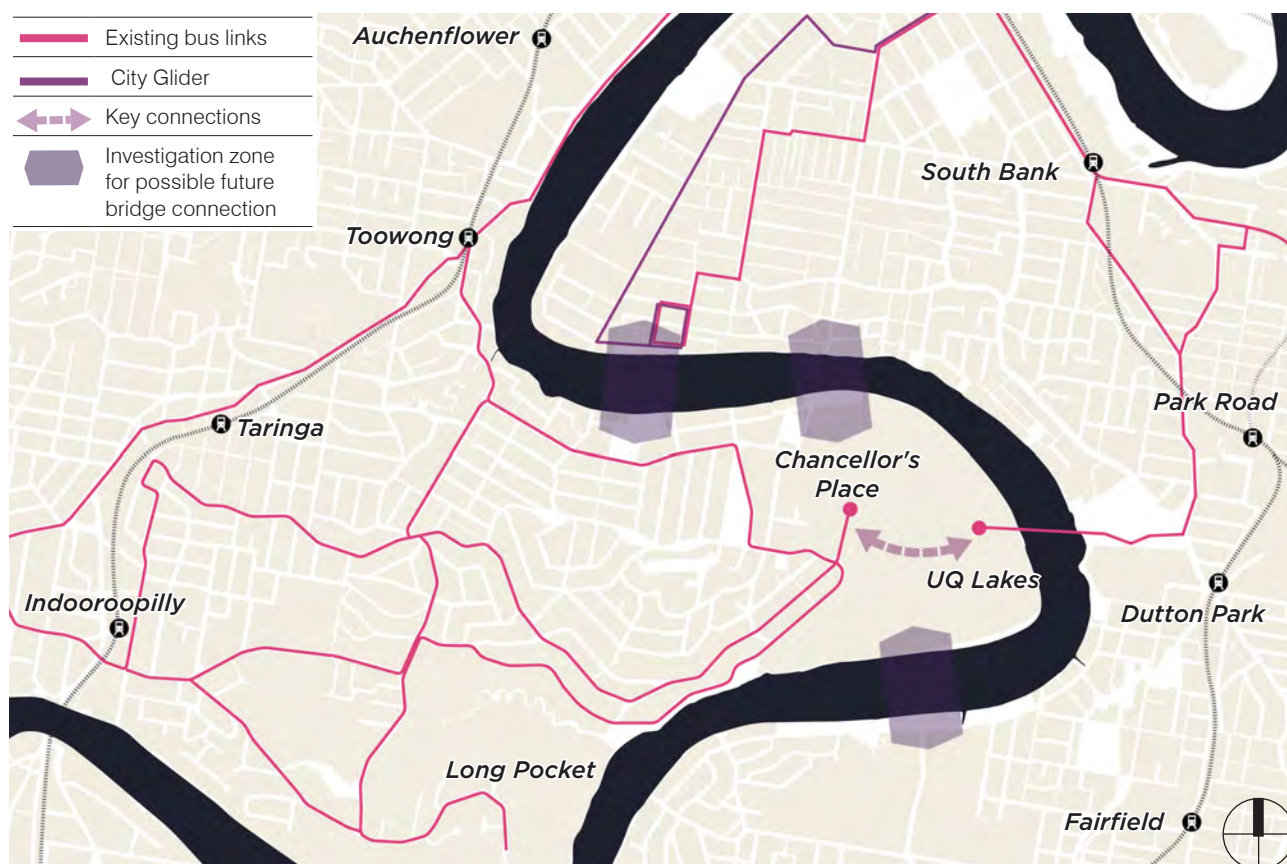 Existing bus links
City Glider
Key connections
Investigation zone
for possible future
bridge connection
Auchenflower
South Bank
Toowong
Park Road
Taringa
Chancellor's
Place
UQ Lakes
Indooroopilly
Dutton Park
Long Pocket
Fairfield